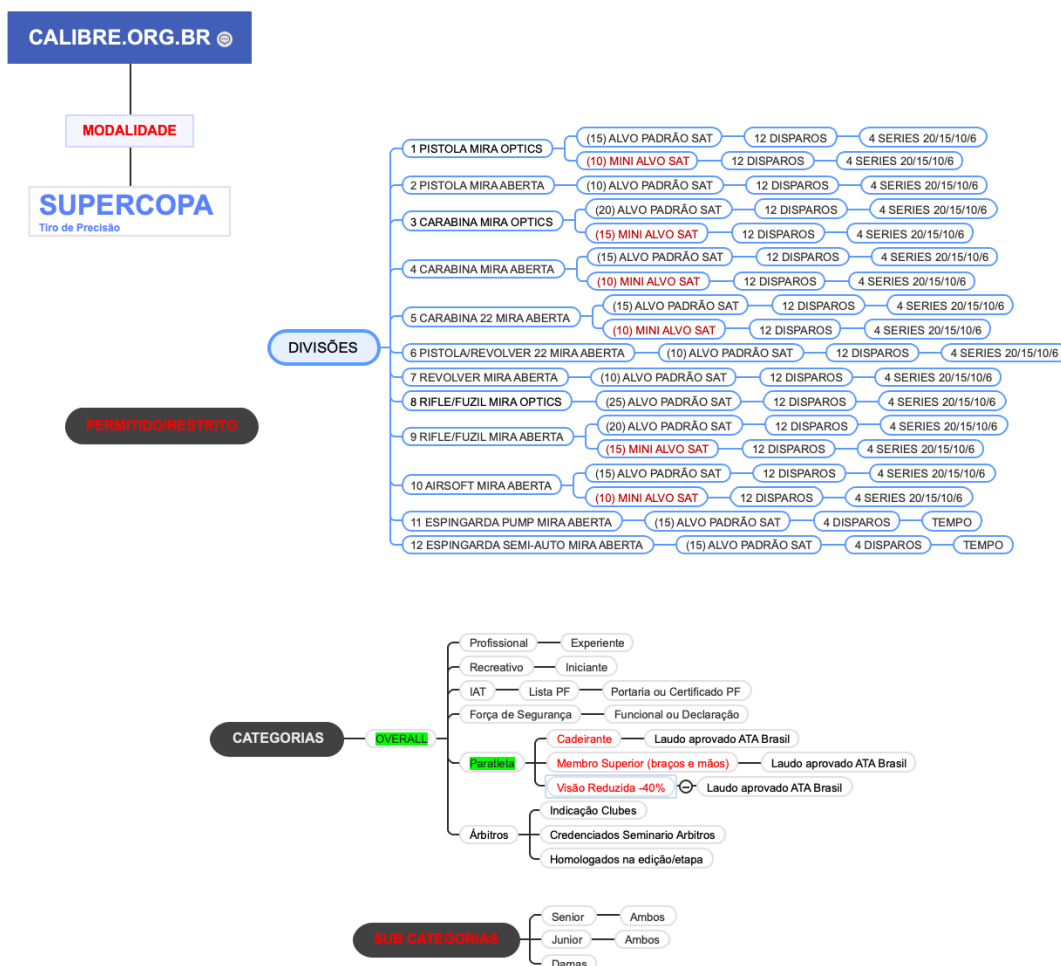 CALIBRE.ORG.BR
MODALIDADE
SUPERCOPA
Tiro de Precisão
PERMITIDO/RESTRITO
DIVISÕES
1 PISTOLA MIRA OPTICS
(15) ALVO PADRÃO SAT 12 DISPAROS 4 SERIES 20/15/10/6
(10) MINI ALVO SAT 12 DISPAROS 4 SERIES 20/15/10/6
2 PISTOLA MIRA ABERTA (10) ALVO PADRÃO SAT 12 DISPAROS 4 SERIES 20/15/10/6
3 CARABINA MIRA OPTICS
(20) ALVO PADRÃO SAT 12 DISPAROS 4 SERIES 20/15/10/6
(15) MINI ALVO SAT 12 DISPAROS 4 SERIES 20/15/10/6
4 CARABINA MIRA ABERTA
(15) ALVO PADRÃO SAT 12 DISPAROS 4 SERIES 20/15/10/6
(10) MINI ALVO SAT 12 DISPAROS 4 SERIES 20/15/10/6
5 CARABINA 22 MIRA ABERTA
(15) ALVO PADRÃO SAT 12 DISPAROS 4 SERIES 20/15/10/6
(10) MINI ALVO SAT 12 DISPAROS 4 SERIES 20/15/10/6
6 PISTOLA/REVOLVER 22 MIRA ABERTA (10) ALVO PADRÃO SAT 12 DISPAROS 4 SERIES 20/15/10/6
7 REVOLVER MIRA ABERTA (10) ALVO PADRÃO SAT 12 DISPAROS 4 SERIES 20/15/10/6
8 RIFLE/FUZIL MIRA OPTICS (25) ALVO PADRÃO SAT 12 DISPAROS 4 SERIES 20/15/10/6
9 RIFLE/FUZIL MIRA ABERTA
(20) ALVO PADRÃO SAT 12 DISPAROS 4 SERIES 20/15/10/6
(15) MINI ALVO SAT 12 DISPAROS 4 SERIES 20/15/10/6
10 AIRSOFT MIRA ABERTA
(15) ALVO PADRÃO SAT 12 DISPAROS 4 SERIES 20/15/10/6
(10) MINI ALVO SAT 12 DISPAROS 4 SERIES 20/15/10/6
11 ESPINGARDA PUMP MIRA ABERTA (15) ALVO PADRÃO SAT 4 DISPAROS TEMPO
12 ESPINGARDA SEMI-AUTO MIRA ABERTA (15) ALVO PADRÃO SAT 4 DISPAROS TEMPO
CATEGORIAS
OVERALL
Profissional Experiente
Recreativo Iniciante
IAT Lista PF Portaria ou Certificado PF
Força de Segurança Funcional ou Declaração
Paratleta
Cadeirante Laudo aprovado ATA Brasil
Membro Superior (braços e mãos) Laudo aprovado ATA Brasil
Visão Reduzida -40% Laudo aprovado ATA Brasil
Árbitros
Indicação Clubes
Credenciados Seminario Arbitros
Homologados na edição/etapa
SUB CATEGORIAS
Senior Ambos
Junior Ambos
Damas